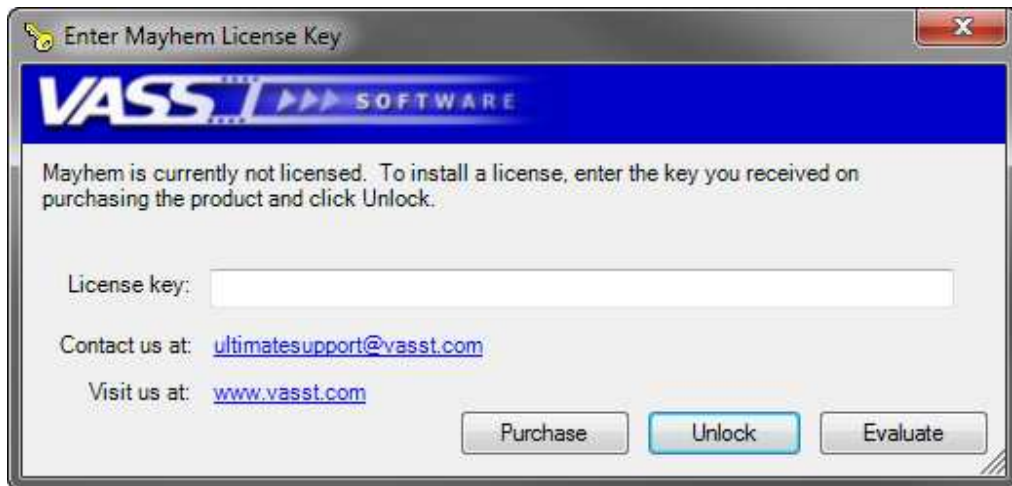 Enter Mayhem License Key
VASST SOFTWARE
Mayhem is currently not licensed.  To install a license, enter the key you received on
purchasing the product and click Unlock.
License key:
Contact us at: ultimatesupport@vasst.com
Visit us at: www.vasst.com
Purchase Unlock Evaluate